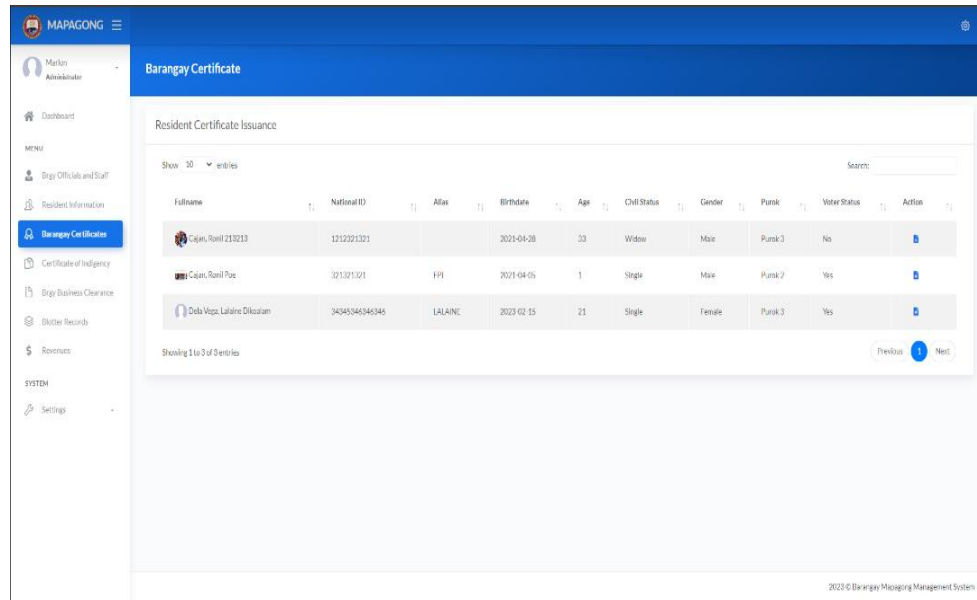 MAPAGONG
Marlon
Administrator
Barangay Certificate
Dashboard
MENU
Brgy Officials and Staff
Resident Information
Barangay Certificates
Certificate of Indigency
Brgy Business Clearance
Blotter Records
$ Revenues
SYSTEM
Settings
Resident Certificate Issuance
Show 10 entries Search:
Fullname National ID Alias Birthdate Age Civil Status Gender Purok Voter Status Action
Cajan, Ronil 213213 1212321321 2021-04-28 33 Widow Male Purok 3 No
Cajan, Ronil Poe 321321321 FPI 2021-04-05 1 Single Male Purok 2 Yes
Dela Vega, Lalaine 34345346346346 LALAINE 2023-02-15 21 Single Female Purok 3 Yes
Showing 1 to 3 of 3 entries
Previous 1 Next
2023 © Barangay Mapagong Management System